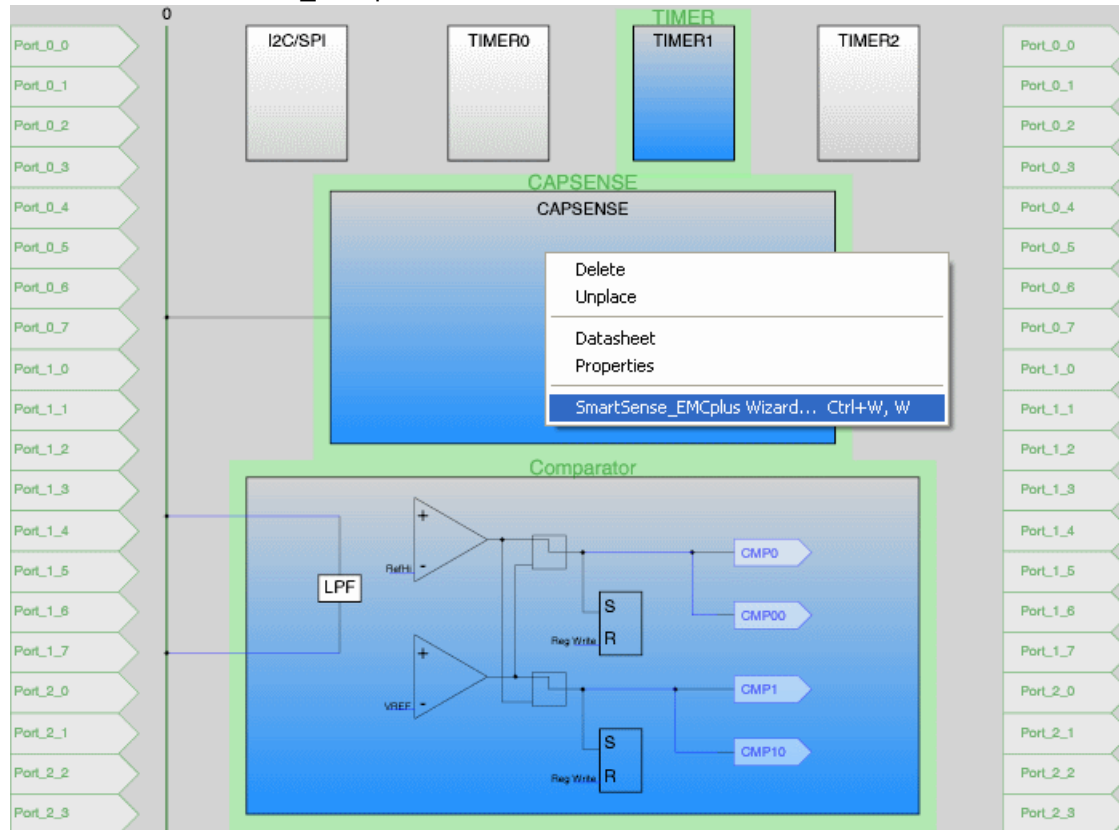 0
TIMER
I2C/SPI
TIMER0
TIMER1
TIMER2
Port_0_0
Port_0_1
Port_0_2
Port_0_3
Port_0_4
Port_0_5
Port_0_6
Port_0_7
Port_1_0
Port_1_1
Port_1_2
Port_1_3
Port_1_4
Port_1_5
Port_1_6
Port_1_7
Port_2_0
Port_2_1
Port_2_2
Port_2_3
CAPSENSE
CAPSENSE
Delete
Unplace
Datasheet
Properties
SmartSense_EMCplus Wizard... Ctrl+W, W
Comparator
+
RefHi
-
LPF
CMP0
S
R
Reg Write
CMP00
+
VREF
-
CMP1
S
R
Reg Write
CMP10
Port_0_0
Port_0_1
Port_0_2
Port_0_3
Port_0_4
Port_0_5
Port_0_6
Port_0_7
Port_1_0
Port_1_1
Port_1_2
Port_1_3
Port_1_4
Port_1_5
Port_1_6
Port_1_7
Port_2_0
Port_2_1
Port_2_2
Port_2_3